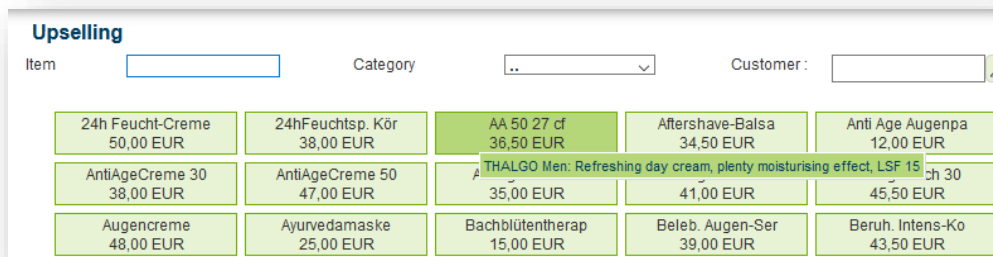 Upselling
Item Category .. Customer :
24h Feucht-Creme 24hFeuchtsp. Kör AA 50 27 cf Aftershave-Balsa Anti Age Augenpa
50,00 EUR 38,00 EUR 36,50 EUR 34,50 EUR 12,00 EUR
THALGO Men: Refreshing day cream, plenty moisturising effect, LSF 15
AntiAgeCreme 30 AntiAgeCreme 50 30
38,00 EUR 47,00 EUR 35,00 EUR 41,00 EUR 45,50 EUR
Augencreme Ayurvedamaske Bachblütentherap Beleb. Augen-Ser Beruh. Intens-Ko
48,00 EUR 25,00 EUR 15,00 EUR 39,00 EUR 43,50 EUR